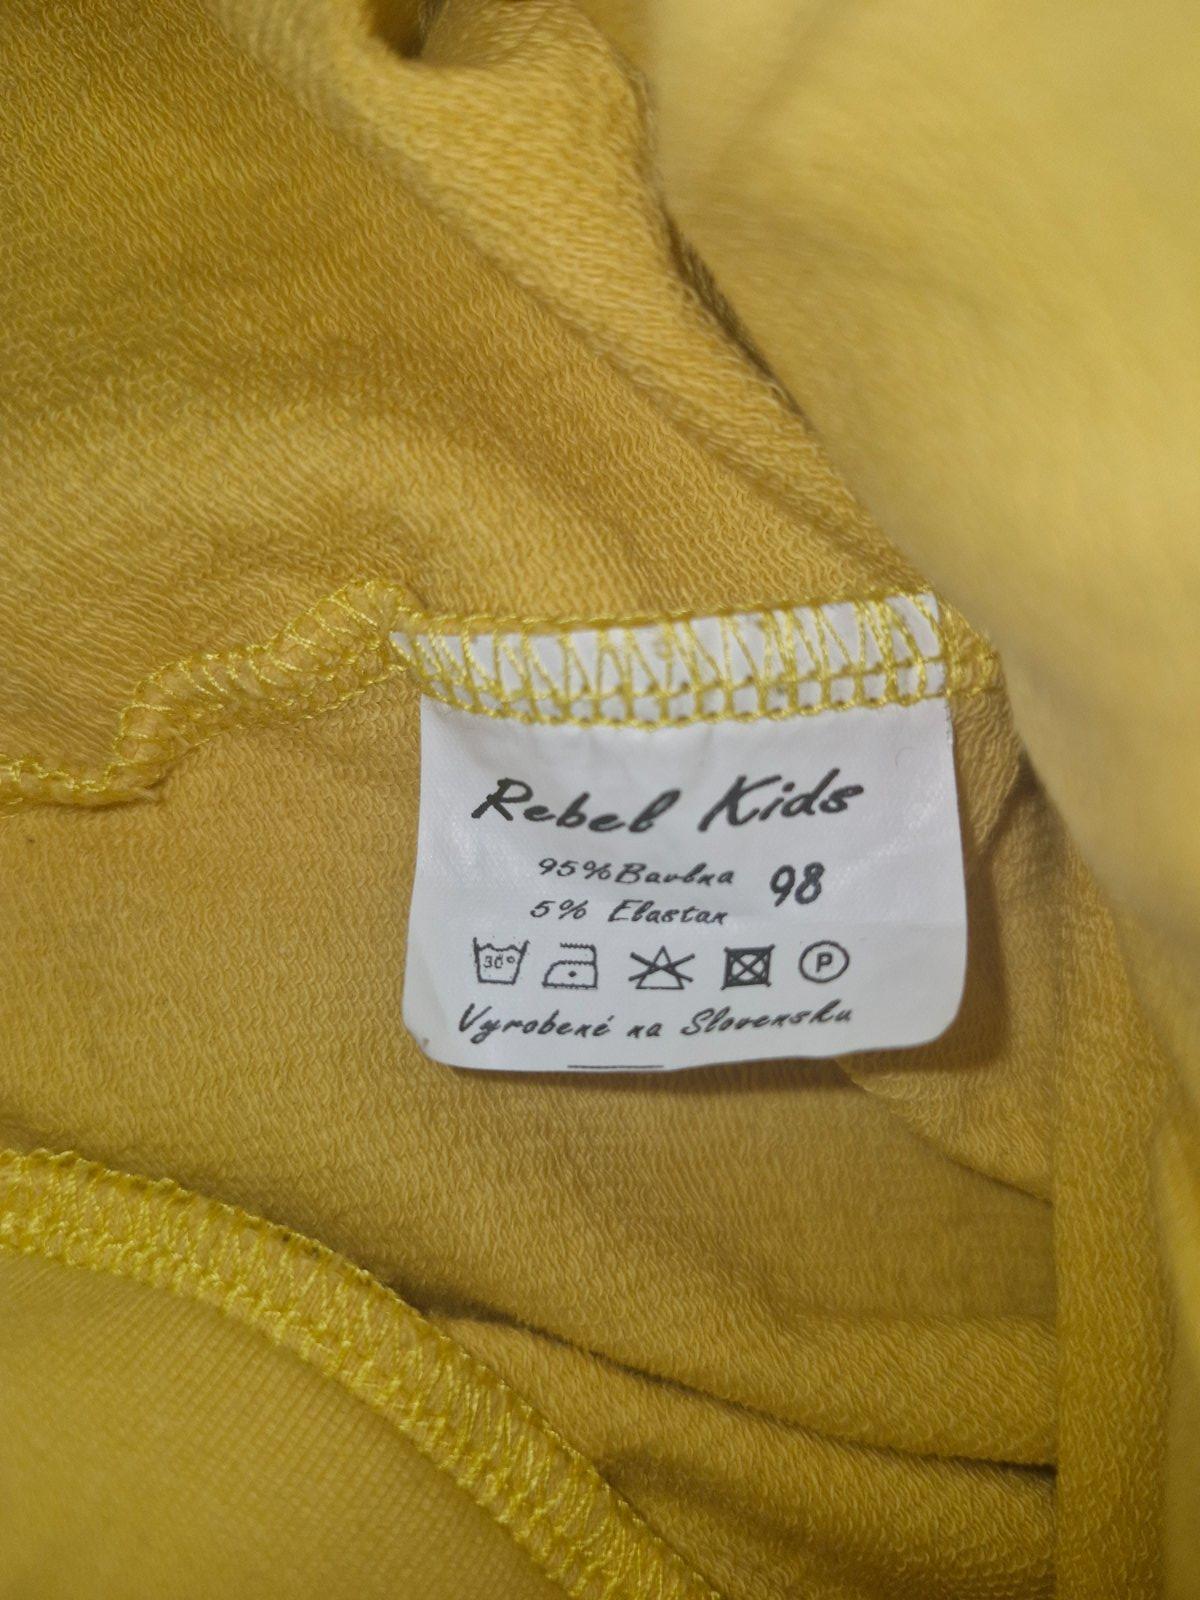 Rebel Kids
95% Bavlna 98
5% Elastan
30° P
Vyrobené na Slovensku